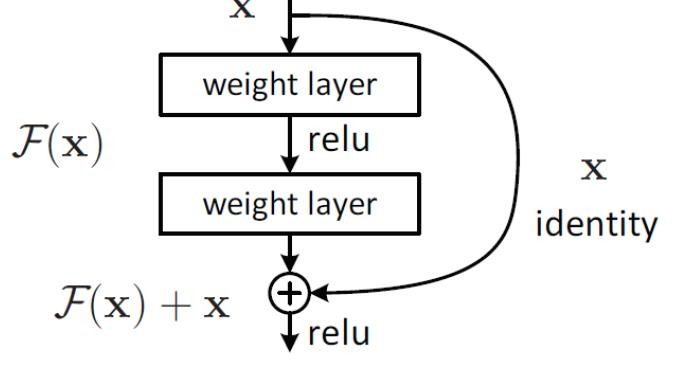 x
weight layer
F(x)
relu
x
weight layer
identity
F(x) + x
+
relu